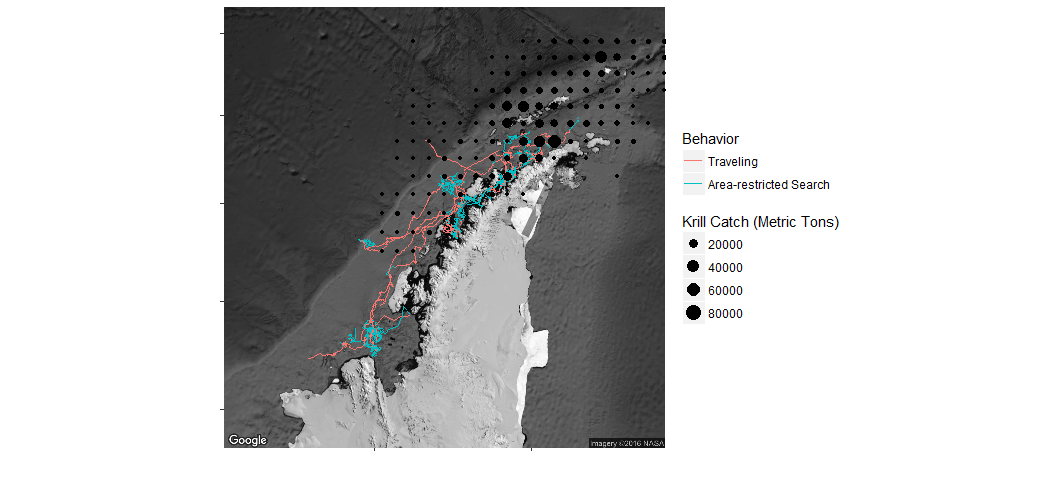 Behavior
Traveling
Area-restricted Search
Krill Catch (Metric Tons)
20000
40000
60000
80000
Google
Imagery ©2016 NASA